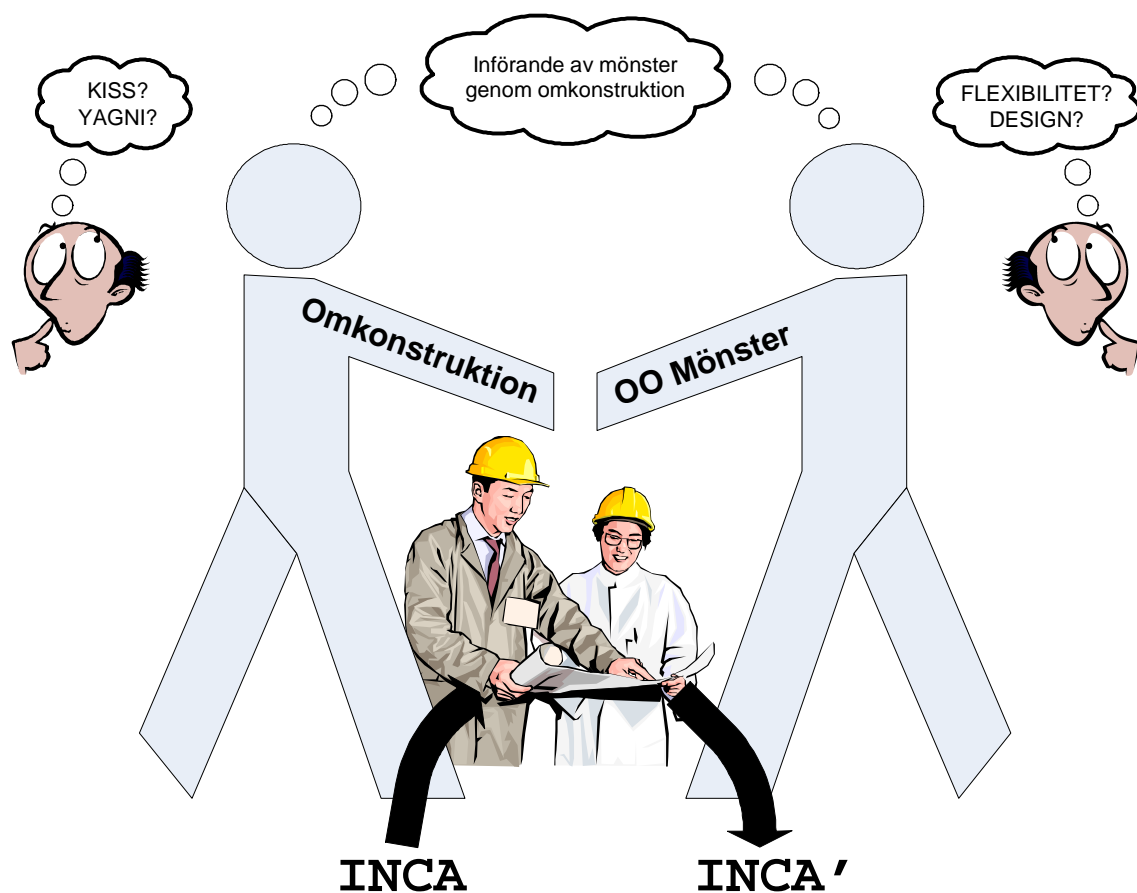 Införande av mönster
genom omkonstruktion
KISS?
YAGNI?
FLEXIBILITET?
DESIGN?
Omkonstruktion
OO Mönster
INCA
INCA'